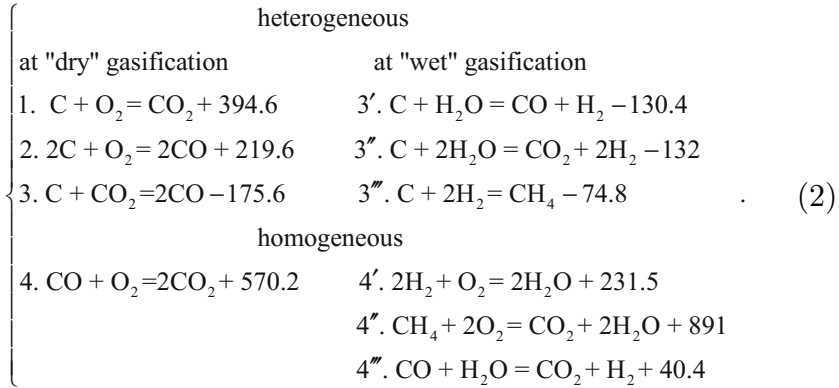 heterogeneous
at "dry" gasification at "wet" gasification
1. C + O₂ = CO₂ + 394.6 3′. C + H₂O = CO + H₂ −130.4
2. 2C + O₂ = 2CO + 219.6 3″. C + 2H₂O = CO₂ + 2H₂ −132
3. C + CO₂ =2CO −175.6 3‴. C + 2H₂ = CH₄ − 74.8 . (2)
homogeneous
4. CO + O₂ =2CO₂ + 570.2 4′. 2H₂ + O₂ = 2H₂O + 231.5
4″. CH₄ + 2O₂ = CO₂ + 2H₂O + 891
4‴. CO + H₂O = CO₂ + H₂ + 40.4